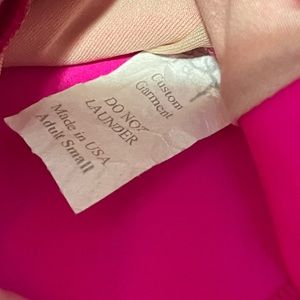 Custom
Garment
DO NOT
LAUNDER
Made in USA
Adult Small